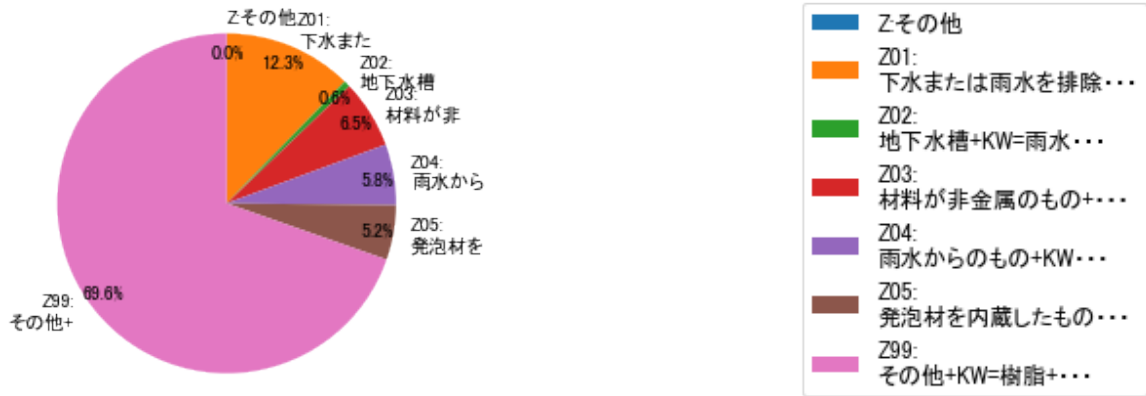 Z:その他
0.0%
Z01:
下水また
12.3%
Z02:
地下水槽
0.6%
Z03:
材料が非
6.5%
Z04:
雨水から
5.8%
Z05:
発泡材を
5.2%
Z99:
その他+
69.6%
Z:その他
Z01:
下水または雨水を排除・・・
Z02:
地下水槽+KW=雨水・・・
Z03:
材料が非金属のもの+・・・
Z04:
雨水からのもの+KW・・・
Z05:
発泡材を内蔵したもの・・・
Z99:
その他+KW=樹脂+・・・